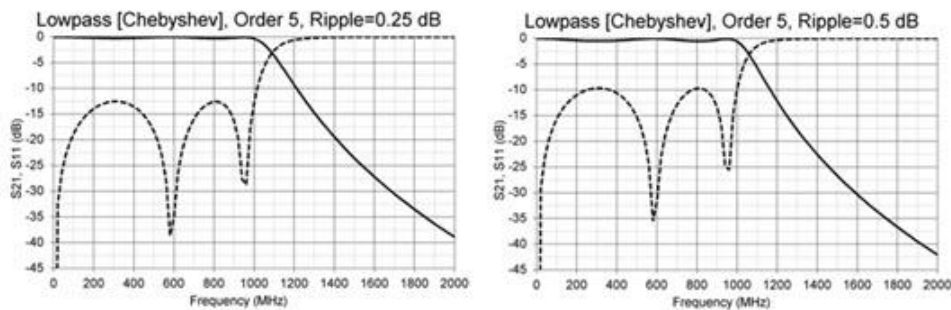 Lowpass [Chebyshev], Order 5, Ripple=0.25 dB
0
-5
-10
-15
-20
-25
-30
-35
-40
-45
S21, S11 (dB)
0 200 400 600 800 1000 1200 1400 1600 1800 2000
Frequency (MHz)
Lowpass [Chebyshev], Order 5, Ripple=0.5 dB
0
-5
-10
-15
-20
-25
-30
-35
-40
-45
S21, S11 (dB)
0 200 400 600 800 1000 1200 1400 1600 1800 2000
Frequency (MHz)